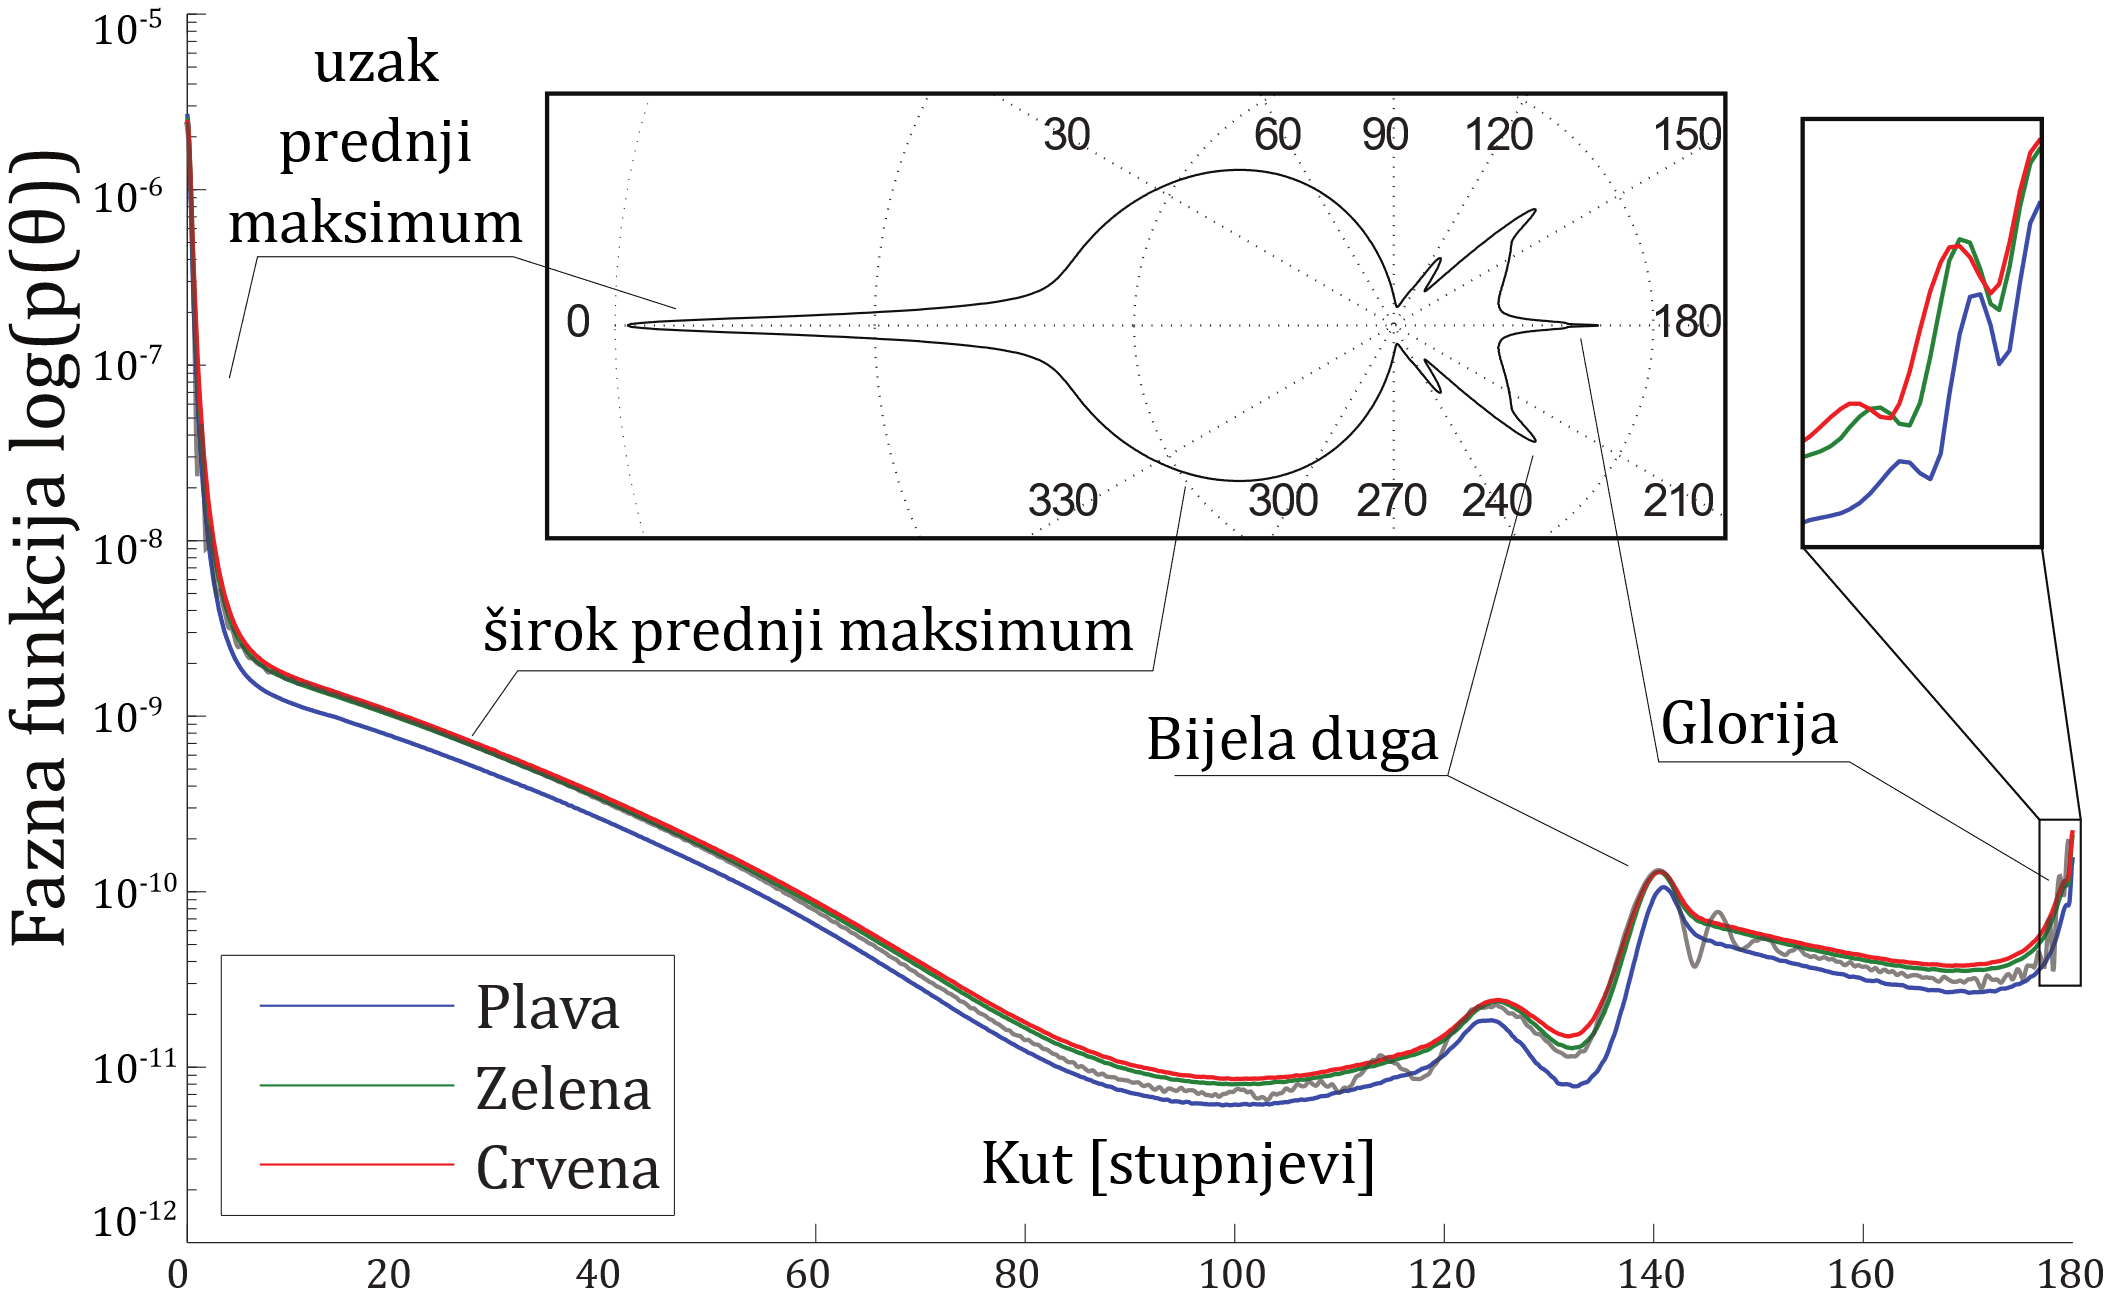 Fazna funkcija log(p(θ))
10-5
10-6
10-7
10-8
10-9
10-10
10-11
10-12
uzak
prednji
maksimum
30
60
90
120
150
0
180
330
300
270
240
210
širok prednji maksimum
Bijela duga
Glorija
Plava
Zelena
Crvena
Kut [stupnjevi]
0
20
40
60
80
100
120
140
160
180